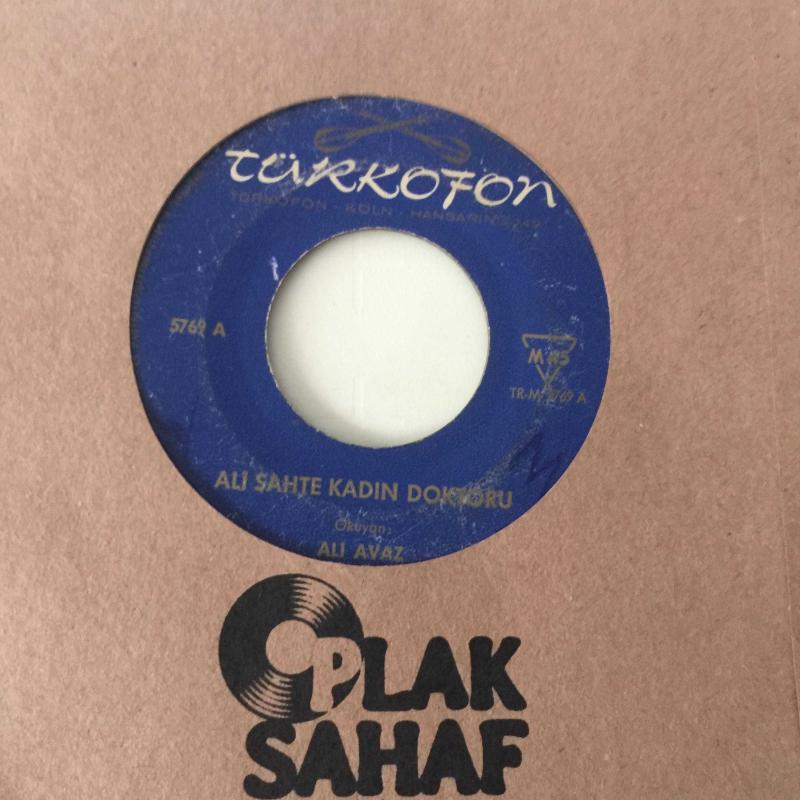 TÜRKOFON
TÜRKOFON - KÖLN - HANSARING 149
5769 A
M 45
TR-M 5769 A
ALİ SAHTE KADIN DOKTORU
Okuyan:
ALİ AVAZ
PLAK
SAHAF